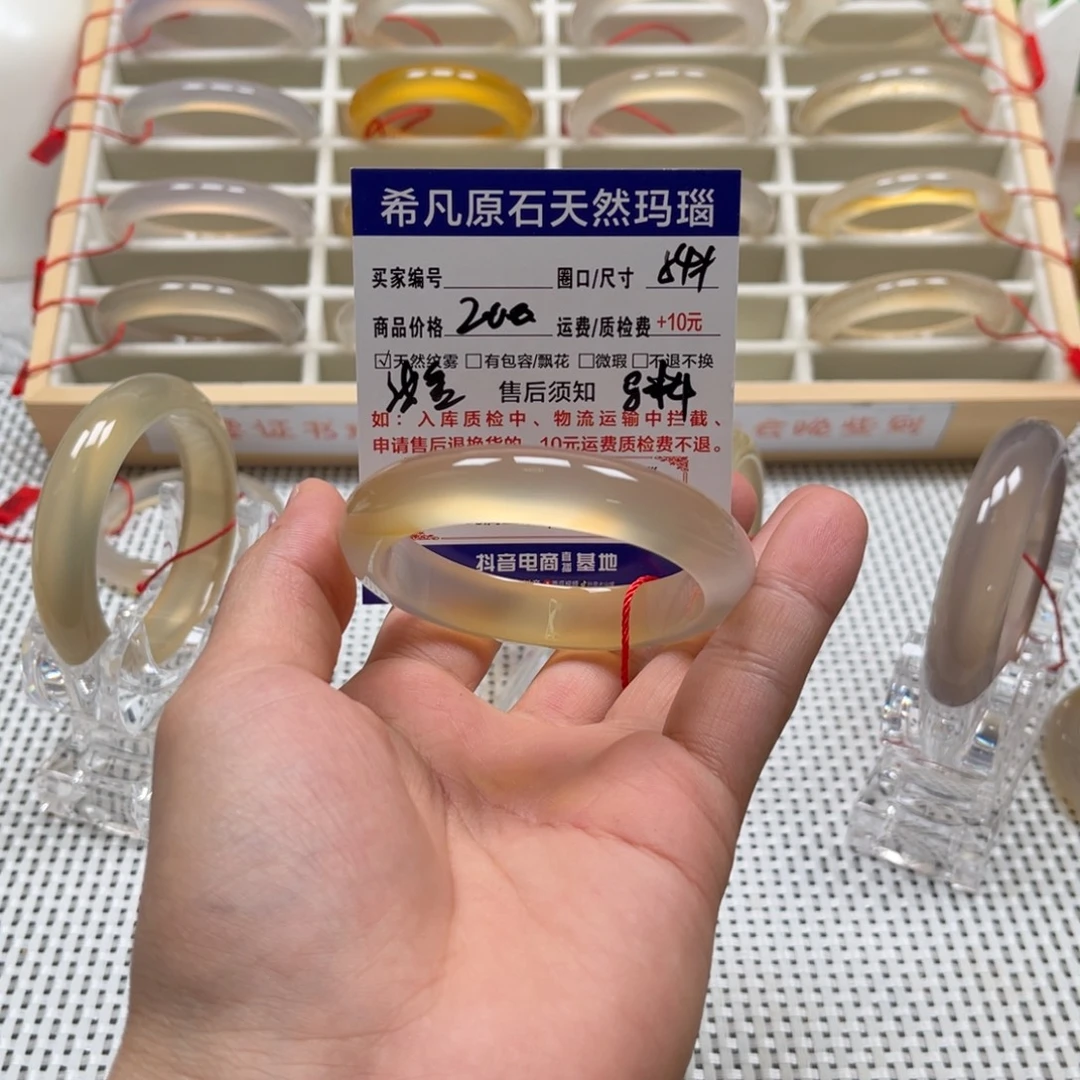 希凡原石天然玛瑙
买家编号 圈口/尺寸
商品价格 200 运费/质检费 +10元
☑天然纹雾 □有包容/飘花 □微瑕 □不退不换
售后须知
如：入库质检中、物流运输中拦截、
申请售后退换货的，10元运费质检费不退。
抖音电商直播基地
证书